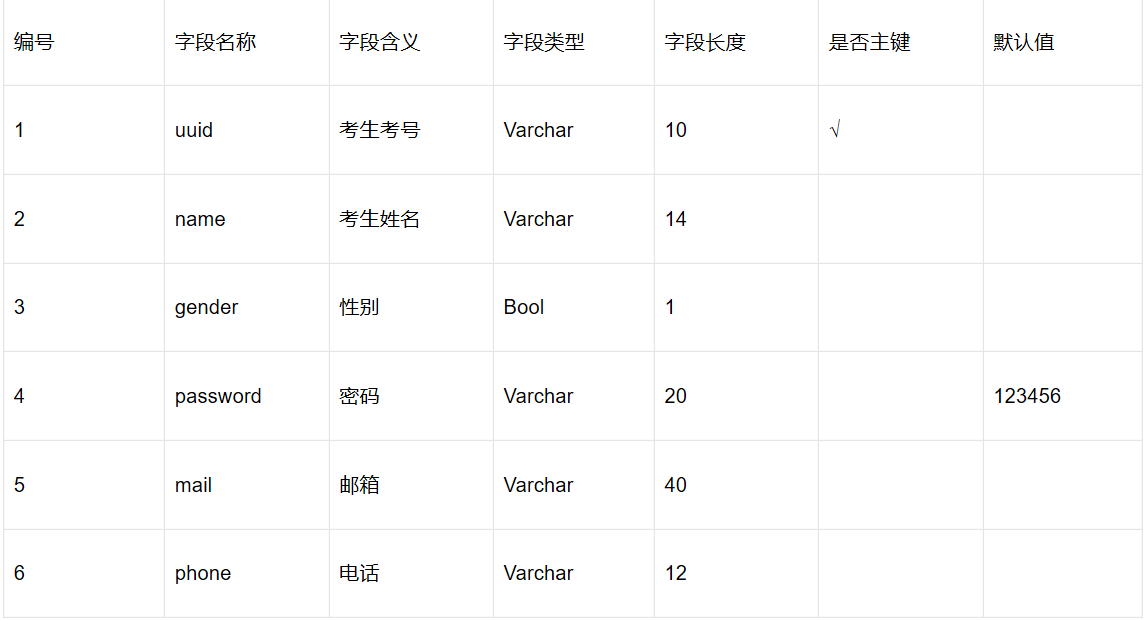 编号 字段名称 字段含义 字段类型 字段长度 是否主键 默认值
1 uuid 考生考号 Varchar 10 √
2 name 考生姓名 Varchar 14
3 gender 性别 Bool 1
4 password 密码 Varchar 20 123456
5 mail 邮箱 Varchar 40
6 phone 电话 Varchar 12